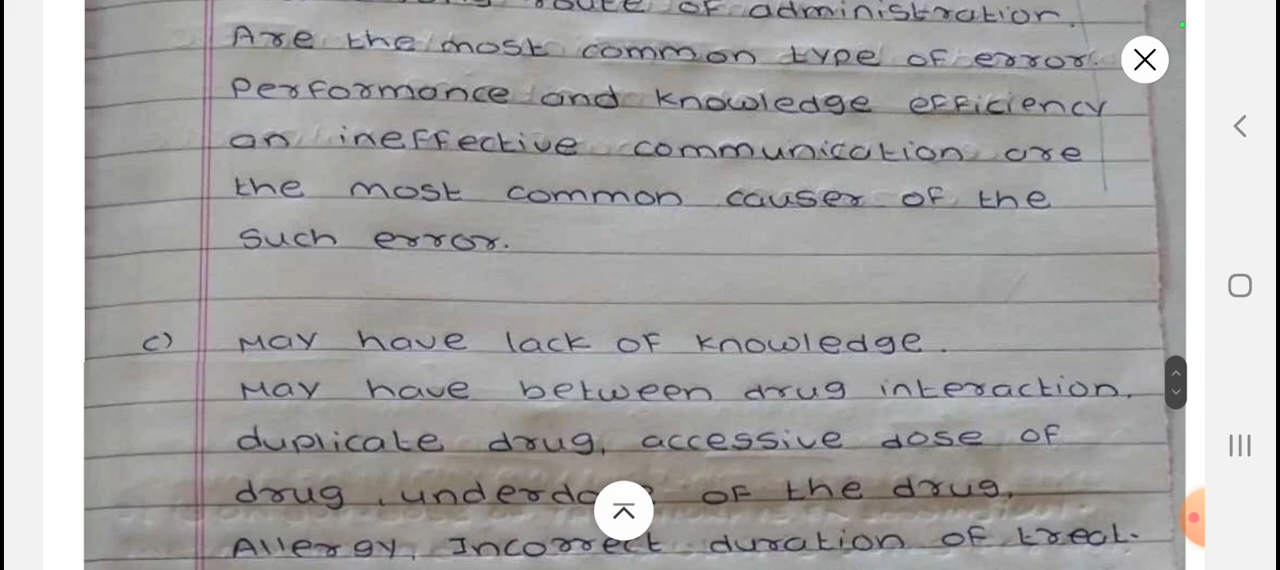 route of administration.
Are the most common type of error.
Performance and knowledge efficiency
an ineffective communication are
the most common causer of the
such error.
c) May have lack of knowledge.
May have between drug interaction,
duplicate drug, accessive dose of
drug, underdo of the drug,
Allergy, Incorrect duration of treat-